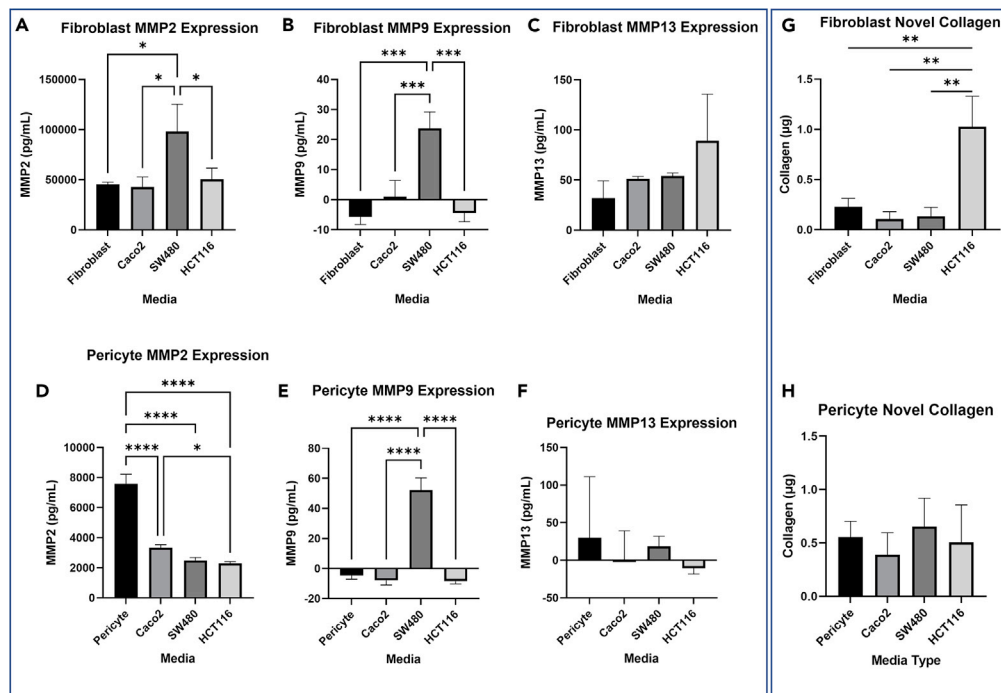 A
Fibroblast MMP2 Expression
*
*
*
MMP2 (pg/mL)
150000
100000
50000
0
Fibroblast
Caco2
SW480
HCT116
Media
B
Fibroblast MMP9 Expression
***
***
***
MMP9 (pg/mL)
40
30
20
10
0
-10
Fibroblast
Caco2
SW480
HCT116
Media
C
Fibroblast MMP13 Expression
MMP13 (pg/mL)
150
100
50
0
Fibroblast
Caco2
SW480
HCT116
Media
G
Fibroblast Novel Collagen
**
**
**
Collagen (µg)
1.5
1.0
0.5
0.0
Fibroblast
Caco2
SW480
HCT116
Media
D
Pericyte MMP2 Expression
****
****
****
*
MMP2 (pg/mL)
10000
8000
6000
4000
2000
0
Pericyte
Caco2
SW480
HCT116
Media
E
Pericyte MMP9 Expression
****
****
****
MMP9 (pg/mL)
80
60
40
20
0
-20
Pericyte
Caco2
SW480
HCT116
Media
F
Pericyte MMP13 Expression
MMP13 (pg/mL)
150
100
50
0
-50
Pericyte
Caco2
SW480
HCT116
Media
H
Pericyte Novel Collagen
Collagen (µg)
1.5
1.0
0.5
0.0
Pericyte
Caco2
SW480
HCT116
Media Type